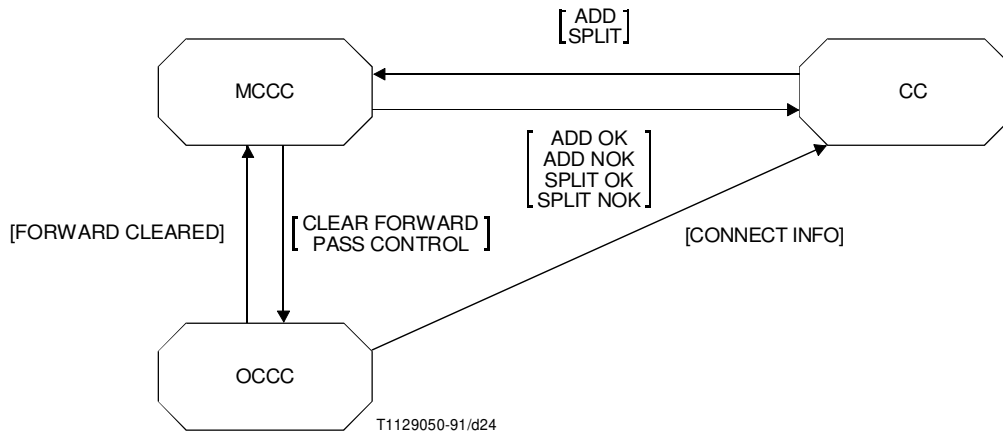 ADD
SPLIT
MCCC
CC
ADD OK
ADD NOK
SPLIT OK
SPLIT NOK
[FORWARD CLEARED]
CLEAR FORWARD
PASS CONTROL
[CONNECT INFO]
OCCC
T1129050-91/d24